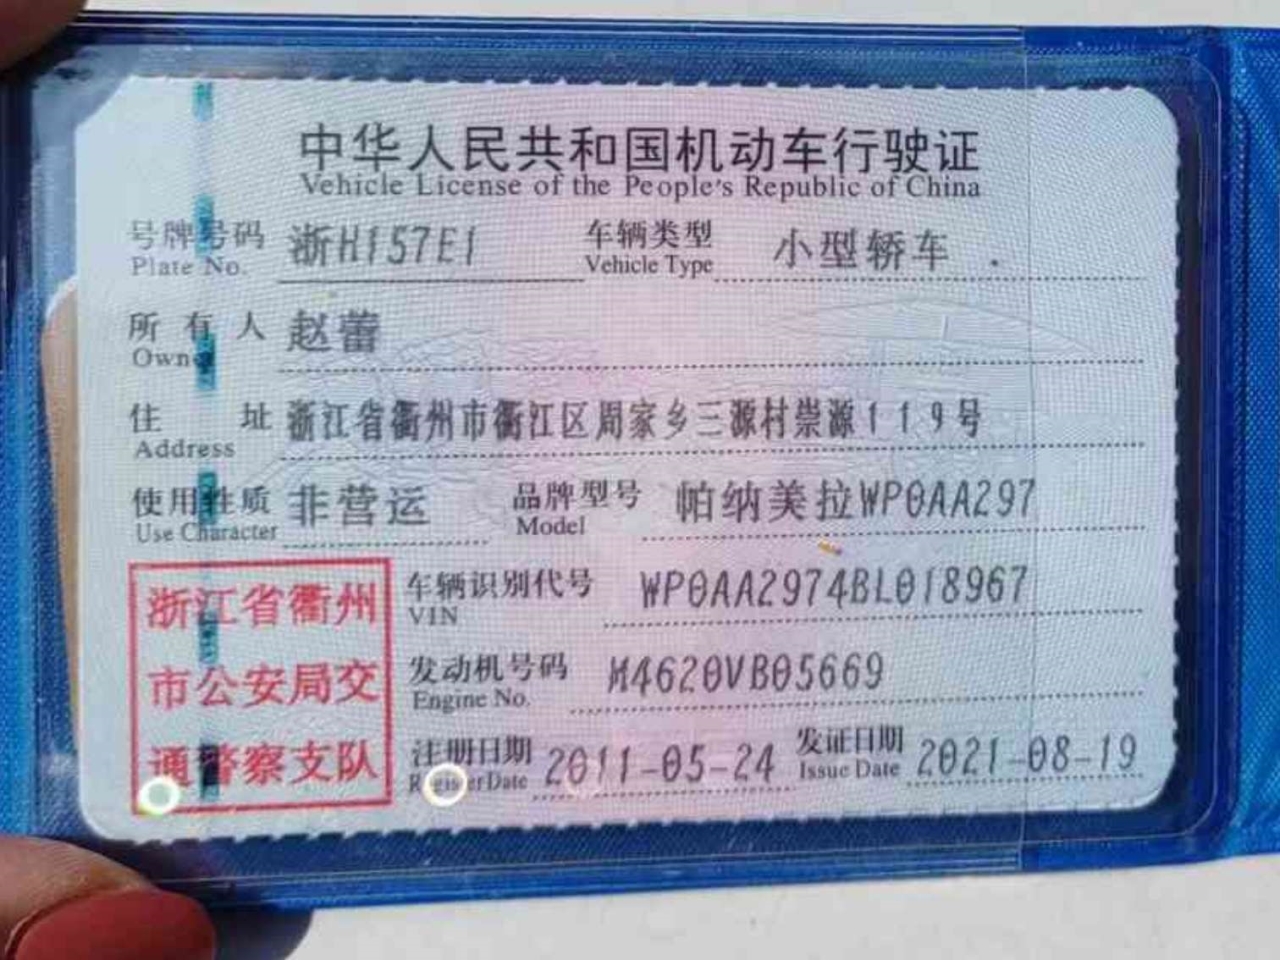 中华人民共和国机动车行驶证
Vehicle License of the People's Republic of China
号牌号码 浙H157E1 车辆类型 小型轿车
Plate No. Vehicle Type
所有人 赵蕾
Owner
住址 浙江省衢州市衢江区周家乡三源村崇源119号
Address
使用性质 非营运 品牌型号 帕纳美拉WP0AA297
Use Character Model
浙江省衢州
市公安局交
通警察支队
车辆识别代号 WP0AA2974BL018967
VIN
发动机号码 M4620VB05669
Engine No.
注册日期 2011-05-24 发证日期 2021-08-19
Register Date Issue Date